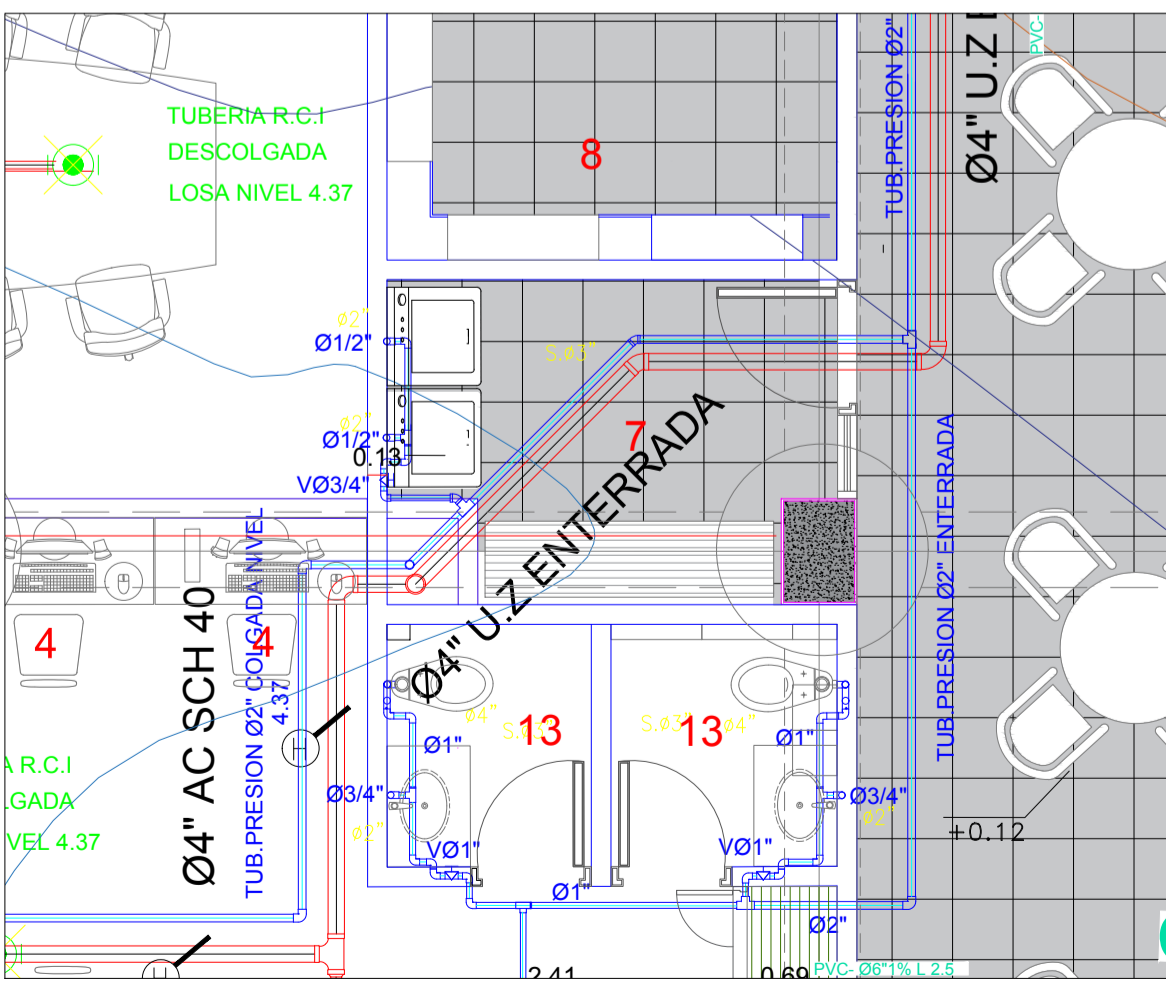 TUBERIA R.C.I
DESCOLGADA
LOSA NIVEL 4.37
8
TUB.PRESION Ø2"
Ø4" U.Z
PVC-
ø2"
Ø1/2"
S.ø3"
ø2"
Ø1/2"
0.13
VØ3/4"
7
Ø4" U.Z ENTERRADA
TUB.PRESION Ø2" ENTERRADA
4
4
Ø4" AC SCH 40
TUB.PRESION Ø2" COLGADA NIVEL
4.37
H
ø4"
S.ø3"
13
S.ø3"
13
ø4"
Ø1"
Ø1"
A R.C.I
LGADA
VEL 4.37
Ø3/4"
Ø3/4"
ø2"
ø2"
VØ1"
VØ1"
+0.12
Ø1"
Ø2"
H
2.41
0.69
PVC- Ø6"1% L 2.5